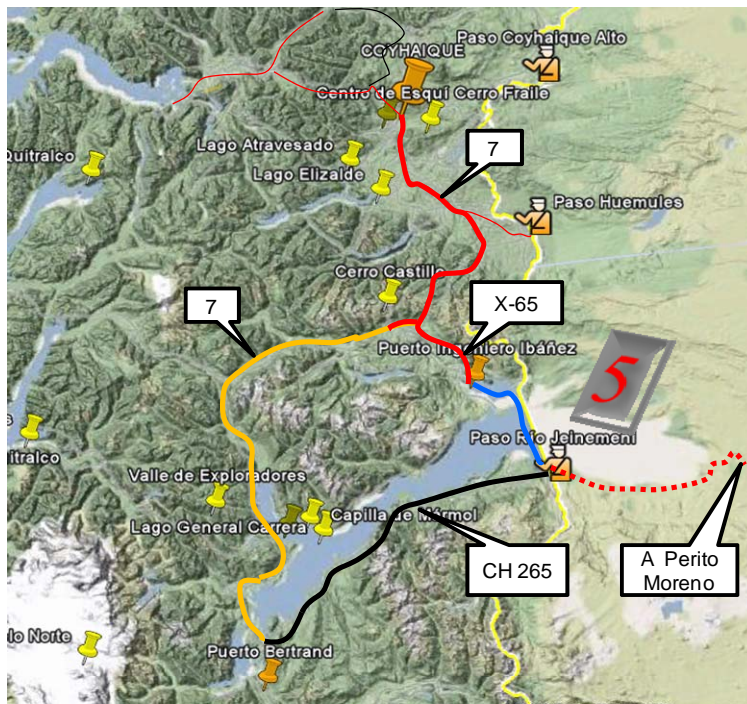 COYHAIQUE
Paso Coyhaique Alto
Centro de Esquí Cerro Fraile
7
Lago Atravesado
Quitralco
Lago Elizalde
Paso Huemules
Cerro Castillo
7
X-65
Puerto Ingeniero Ibáñez
5
Paso Río Jeinemeni
itralco
Valle de Exploradores
Lago General Carrera
Capilla de Mármol
CH 265
A Perito
Moreno
lo Norte
Puerto Bertrand